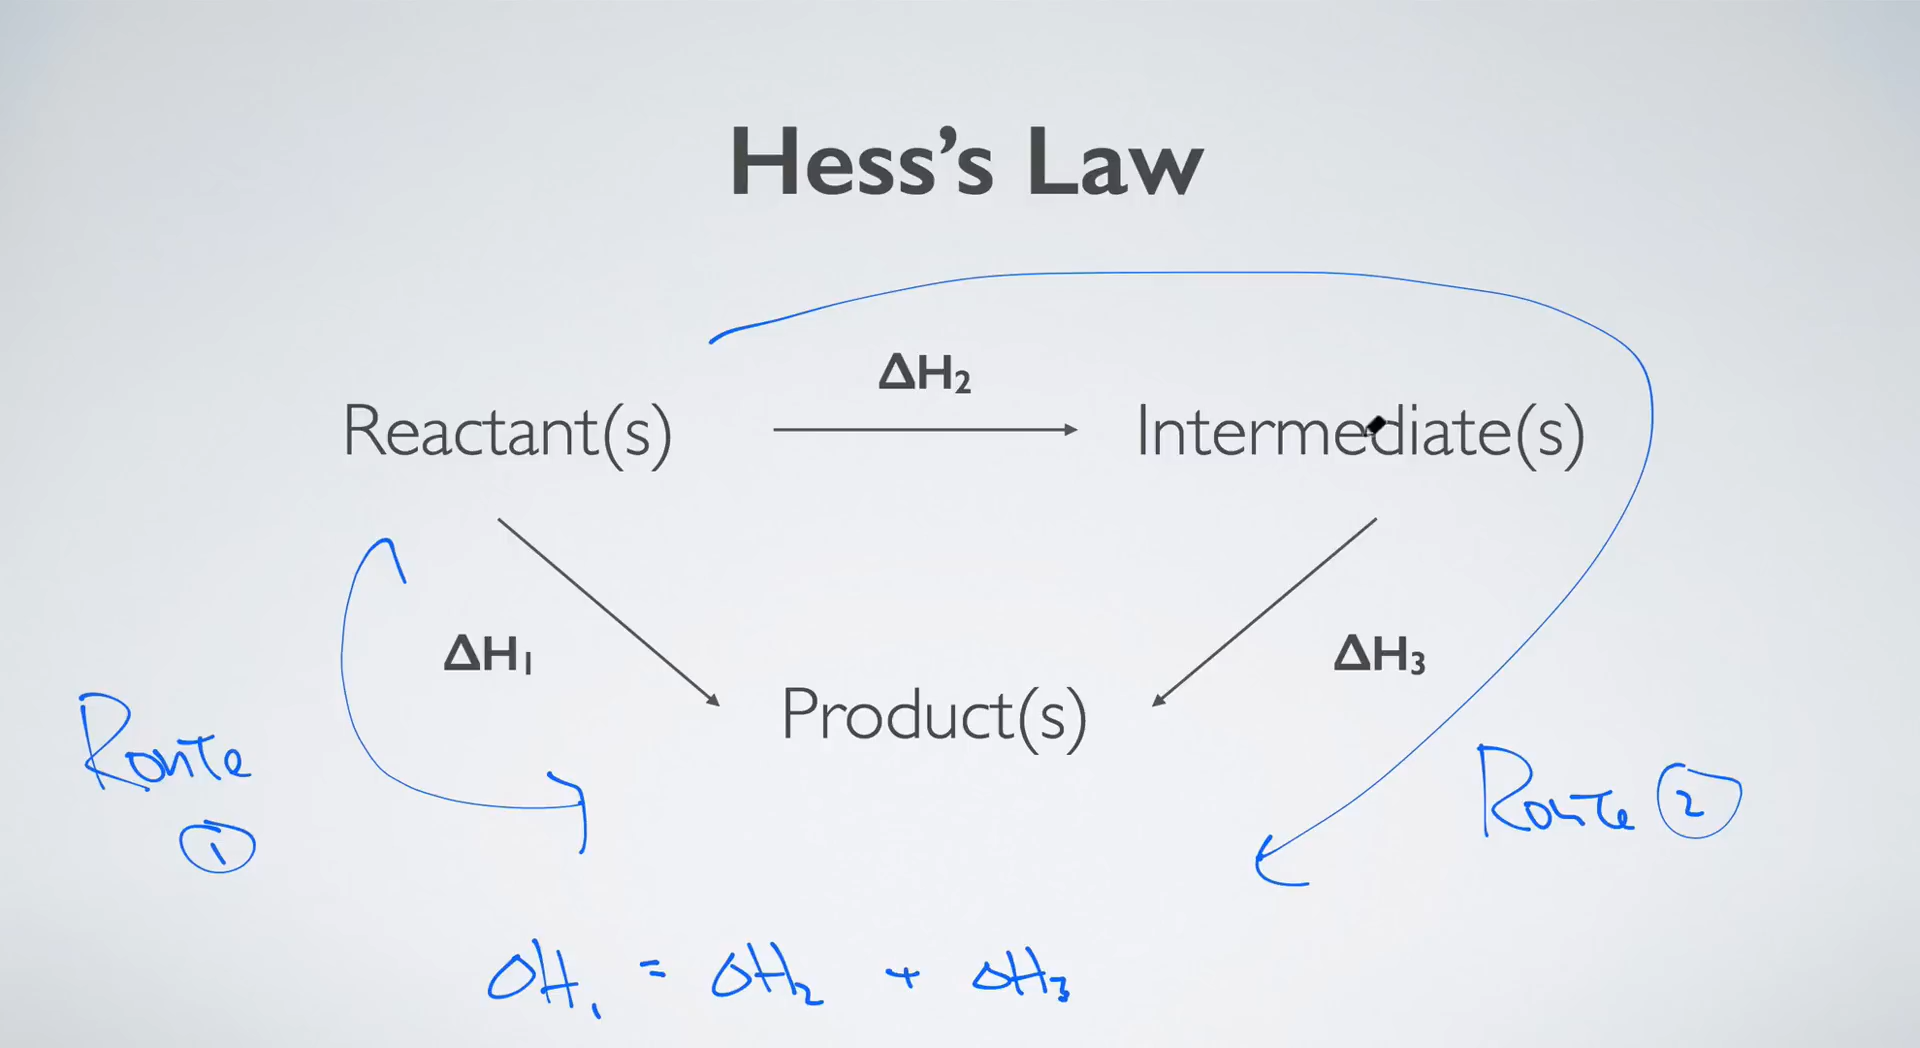 Hess's Law
ΔH₂
Reactant(s)
Intermediate(s)
ΔH₁
ΔH₃
Product(s)
Route
①
Route ②
ΔH₁ = ΔH₂ + ΔH₃